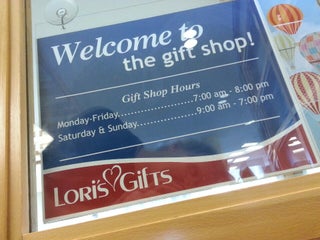 Welcome to
the gift shop!
Gift Shop Hours
Monday-Friday........................7:00 am - 8:00 pm
Saturday & Sunday..................9:00 am - 7:00 pm
LORI'S GIFTS